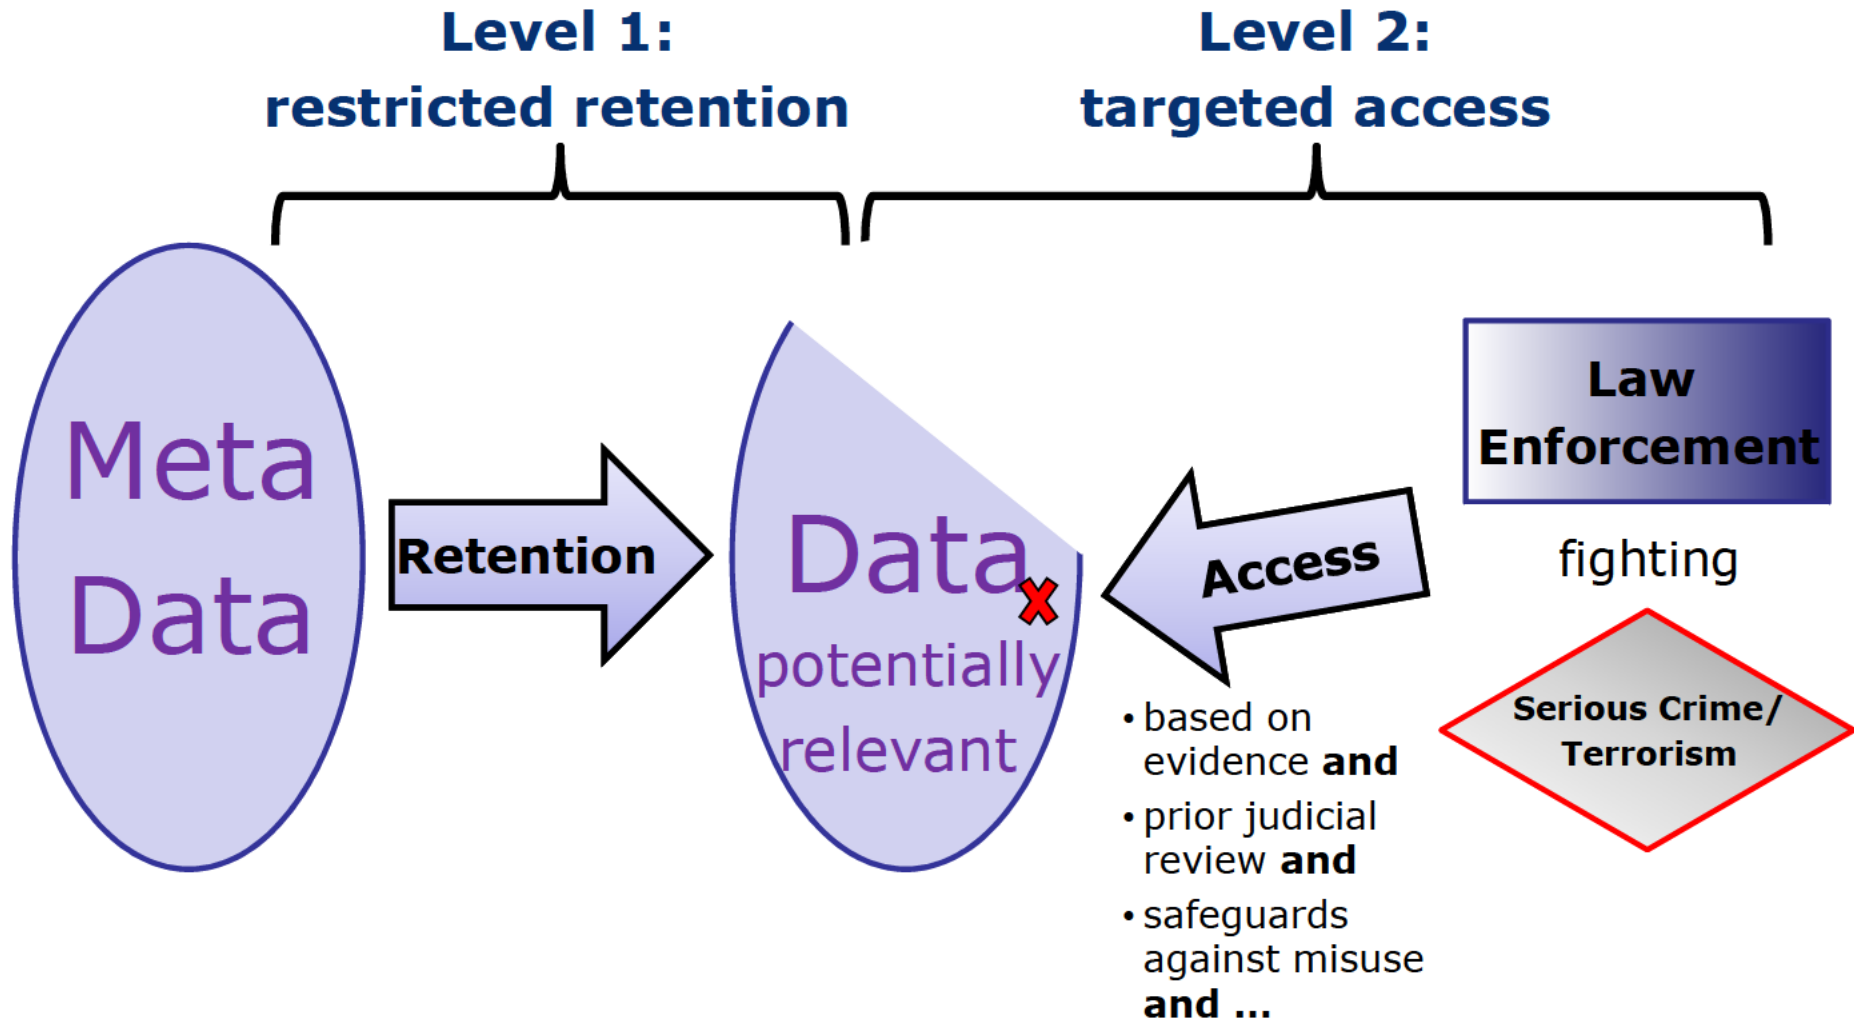 Level 1:
restricted retention
Level 2:
targeted access
Meta
Data
Retention
Data
potentially
relevant
Access
• based on
evidence and
• prior judicial
review and
• safeguards
against misuse
and ...
Law
Enforcement
fighting
Serious Crime/
Terrorism